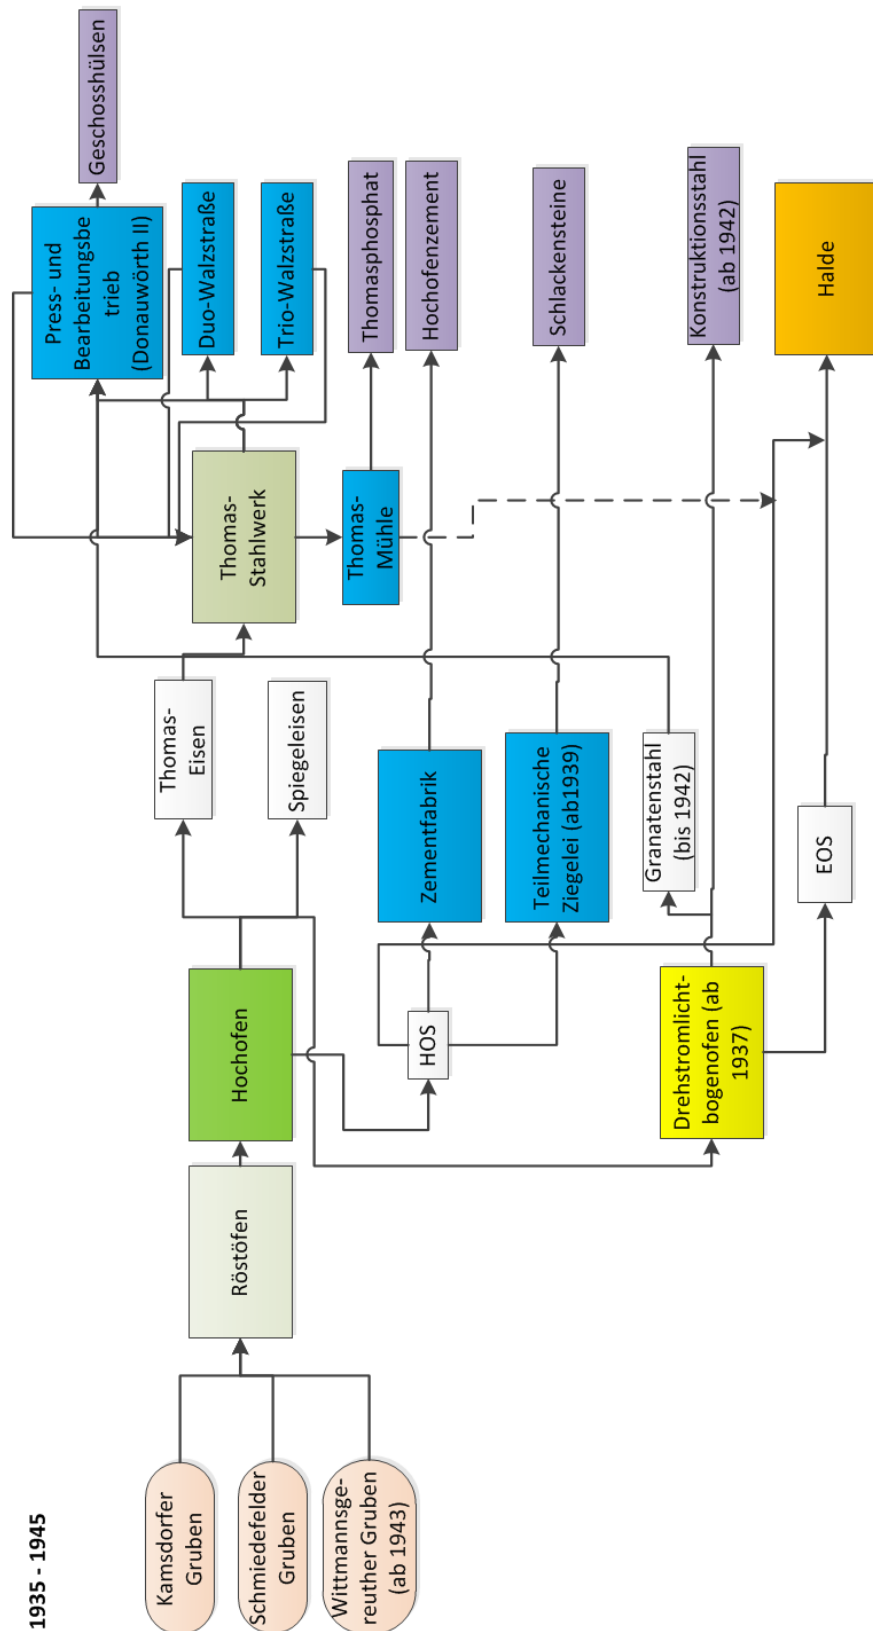 1935 - 1945
Kamsdorfer
Gruben
Schmiedefelder
Gruben
Wittmannsge-
reuther Gruben
(ab 1943)
Röstöfen
Hochofen
Thomas-
Eisen
Spiegeleisen
HOS
Zementfabrik
Teilmechanische
Ziegelei (ab1939)
Granatenstahl
(bis 1942)
Drehstromlicht-
bogenofen (ab
1937)
EOS
Thomas-
Stahlwerk
Thomas-
Mühle
Press- und
Bearbeitungsbe
trieb
(Donauwörth II)
Duo-Walzstraße
Trio-Walzstraße
Geschosshülsen
Thomasphosphat
Hochofenzement
Schlackensteine
Konstruktionsstahl
(ab 1942)
Halde